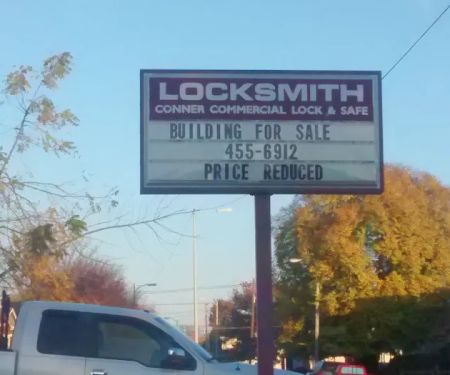 LOCKSMITH
CONNER COMMERCIAL LOCK & SAFE
BUILDING FOR SALE
455-6912
PRICE REDUCED